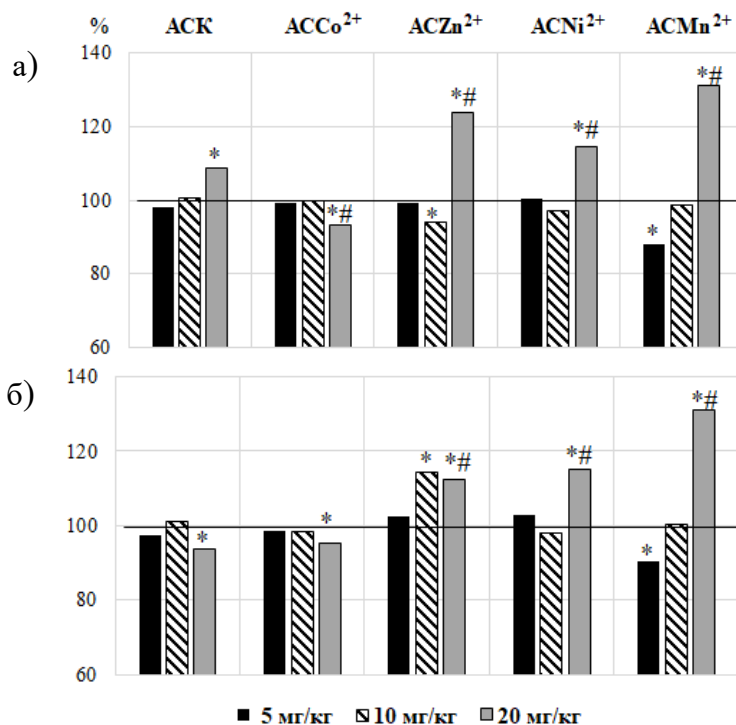 % АСК АССо²⁺ АСZn²⁺ АСNi²⁺ АСMn²⁺
а)
140
120
100
80
60
* *# * *# *# * *#
б)
140
120
100
80
60
* * * *# *# * *#
5 мг/кг 10 мг/кг 20 мг/кг